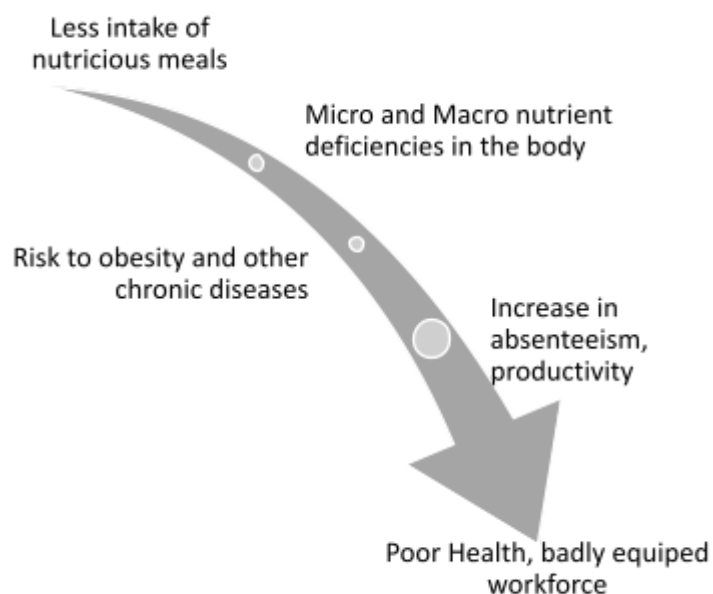 Less intake of
nutricious meals
Micro and Macro nutrient
deficiencies in the body
Risk to obesity and other
chronic diseases
Increase in
absenteeism,
productivity
Poor Health, badly equiped
workforce